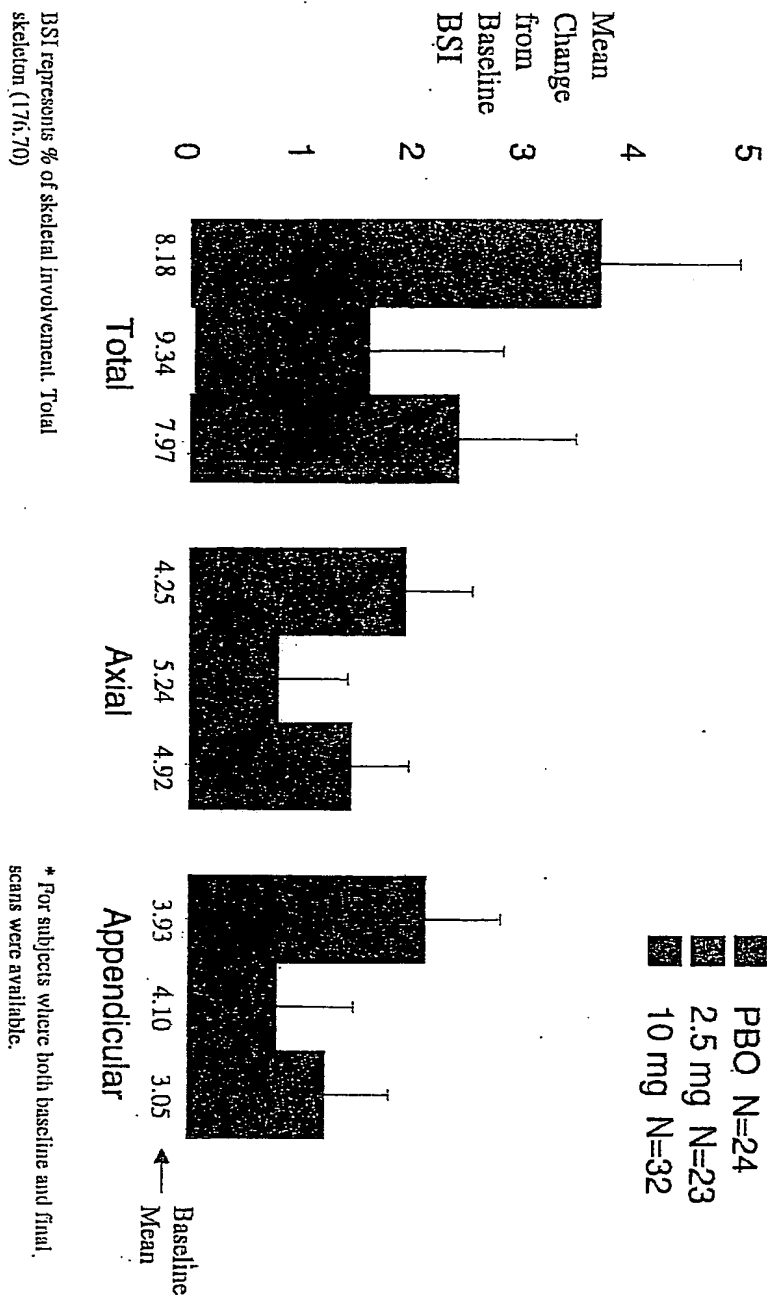 Mean
Change
from
Baseline
BSI
5
4
3
2
1
0
PBO N=24
2.5 mg N=23
10 mg N=32
8.18 9.34 7.97
4.25 5.24 4.92
3.93 4.10 3.05
Baseline
Mean
Total
Axial
Appendicular
BSI represents % of skeletal involvement. Total
skeleton (176.70)
* For subjects where both baseline and final
scans were available.